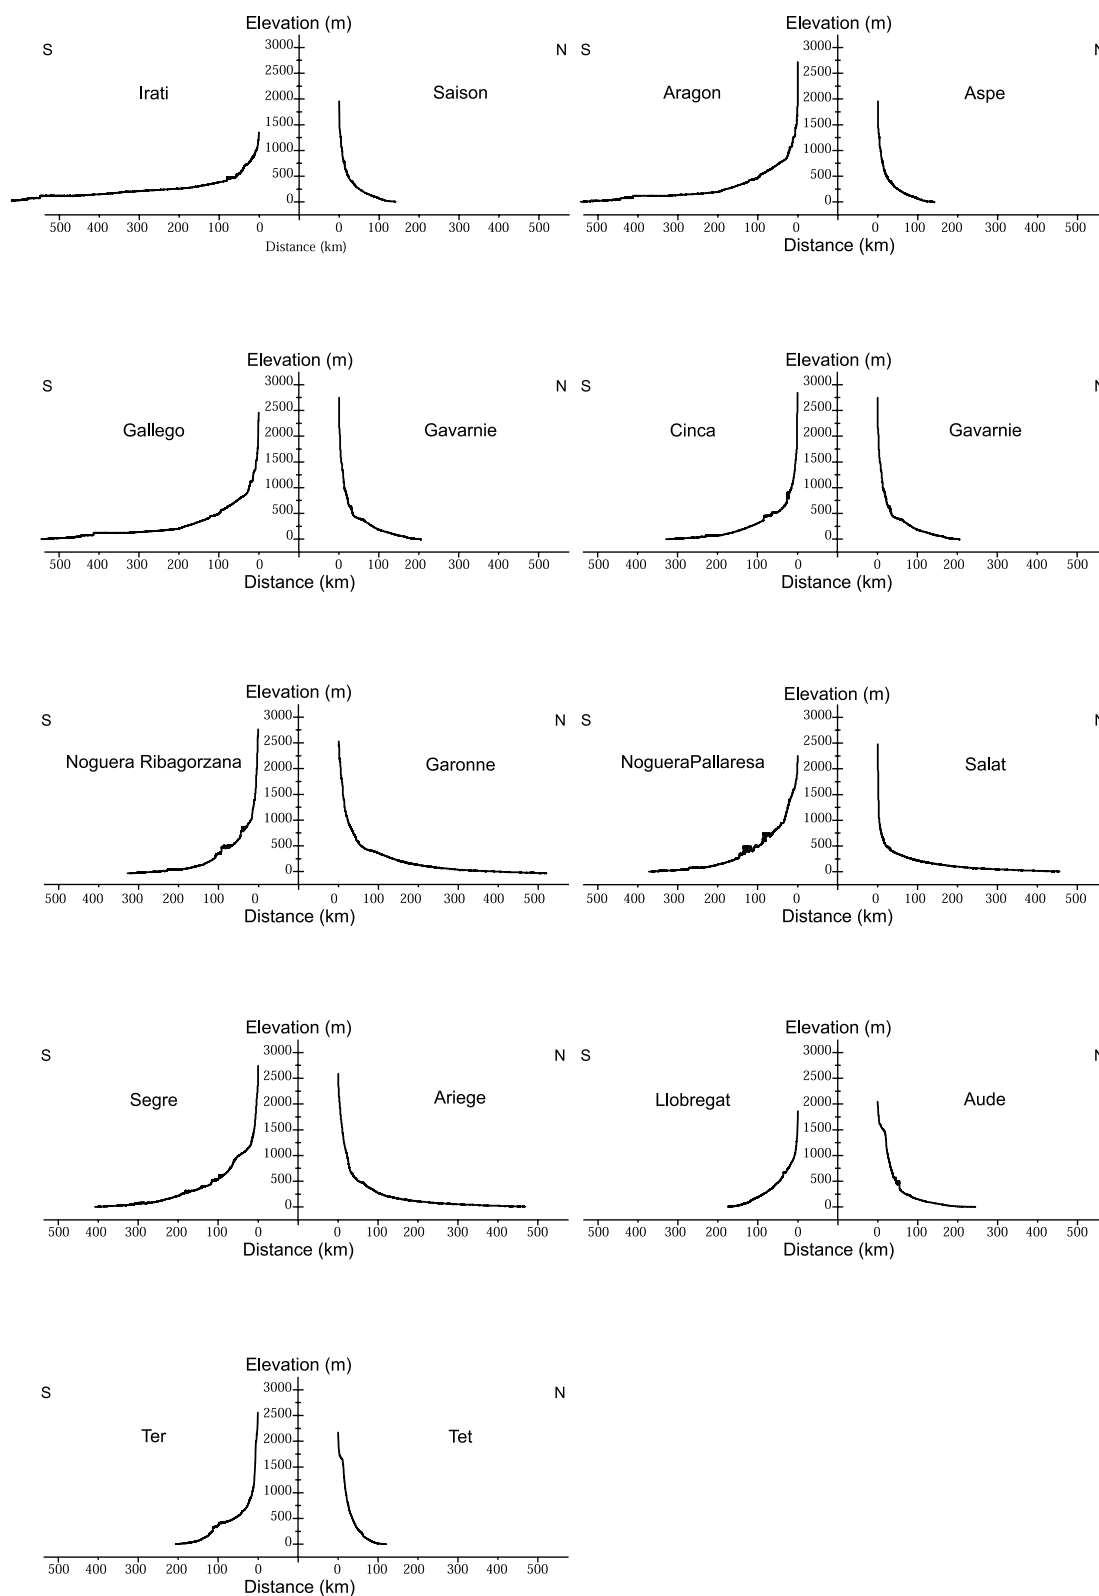 Elevation (m)
S
3000
N
2500
Irati
2000
Saison
1500
1000
500
0
500 400 300 200 100 0
0 100 200 300 400 500
Distance (km)
Elevation (m)
S
3000
N
2500
Aragon
2000
Aspe
1500
1000
500
0
500 400 300 200 100 0
0 100 200 300 400 500
Distance (km)
Elevation (m)
S
3000
N
2500
Gallego
2000
Gavarnie
1500
1000
500
0
500 400 300 200 100 0
0 100 200 300 400 500
Distance (km)
Elevation (m)
S
3000
N
2500
Cinca
2000
Gavarnie
1500
1000
500
0
500 400 300 200 100 0
0 100 200 300 400 500
Distance (km)
Elevation (m)
S
3000
N
2500
Noguera Ribagorzana
2000
Garonne
1500
1000
500
0
500 400 300 200 100 0
0 100 200 300 400 500
Distance (km)
Elevation (m)
S
3000
N
2500
NogueraPallaresa
2000
Salat
1500
1000
500
0
500 400 300 200 100 0
0 100 200 300 400 500
Distance (km)
Elevation (m)
S
3000
N
2500
Segre
2000
Ariege
1500
1000
500
0
500 400 300 200 100 0
0 100 200 300 400 500
Distance (km)
Elevation (m)
S
3000
N
2500
Llobregat
2000
Aude
1500
1000
500
0
500 400 300 200 100 0
0 100 200 300 400 500
Distance (km)
Elevation (m)
S
3000
N
2500
Ter
2000
Tet
1500
1000
500
0
500 400 300 200 100 0
0 100 200 300 400 500
Distance (km)